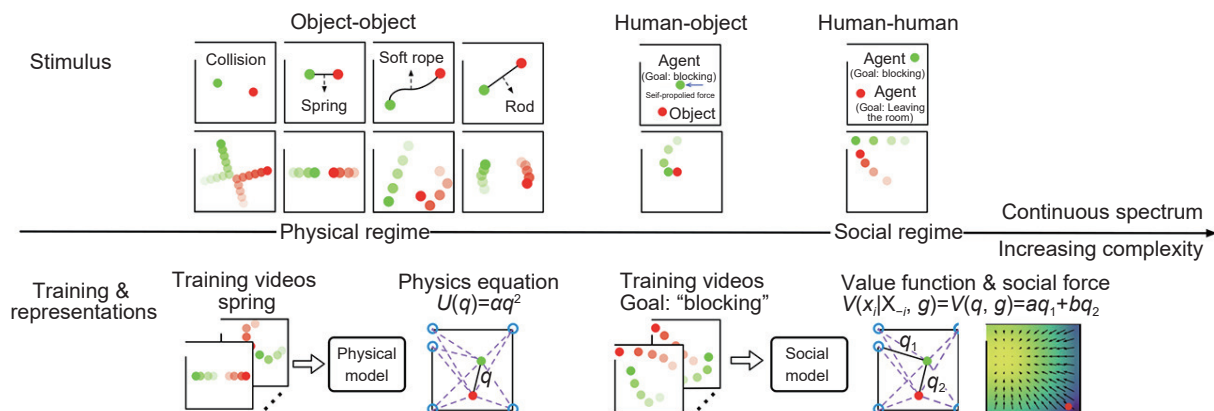 Object-object
Human-object
Human-human
Stimulus
Collision
Spring
Soft rope
Rod
Agent
(Goal: blocking)
Self-propolied force
Object
Agent
(Goal: blocking)
Agent
(Goal: Leaving
the room)
Physical regime
Social regime
Continuous spectrum
Increasing complexity
Training &
representations
Training videos
spring
Physical
model
Physics equation
U(q)=αq²
q
Training videos
Goal: “blocking”
Social
model
Value function & social force
V(xᵢ|X₋ᵢ, g)=V(q, g)=aq₁+bq₂
q₁
q₂